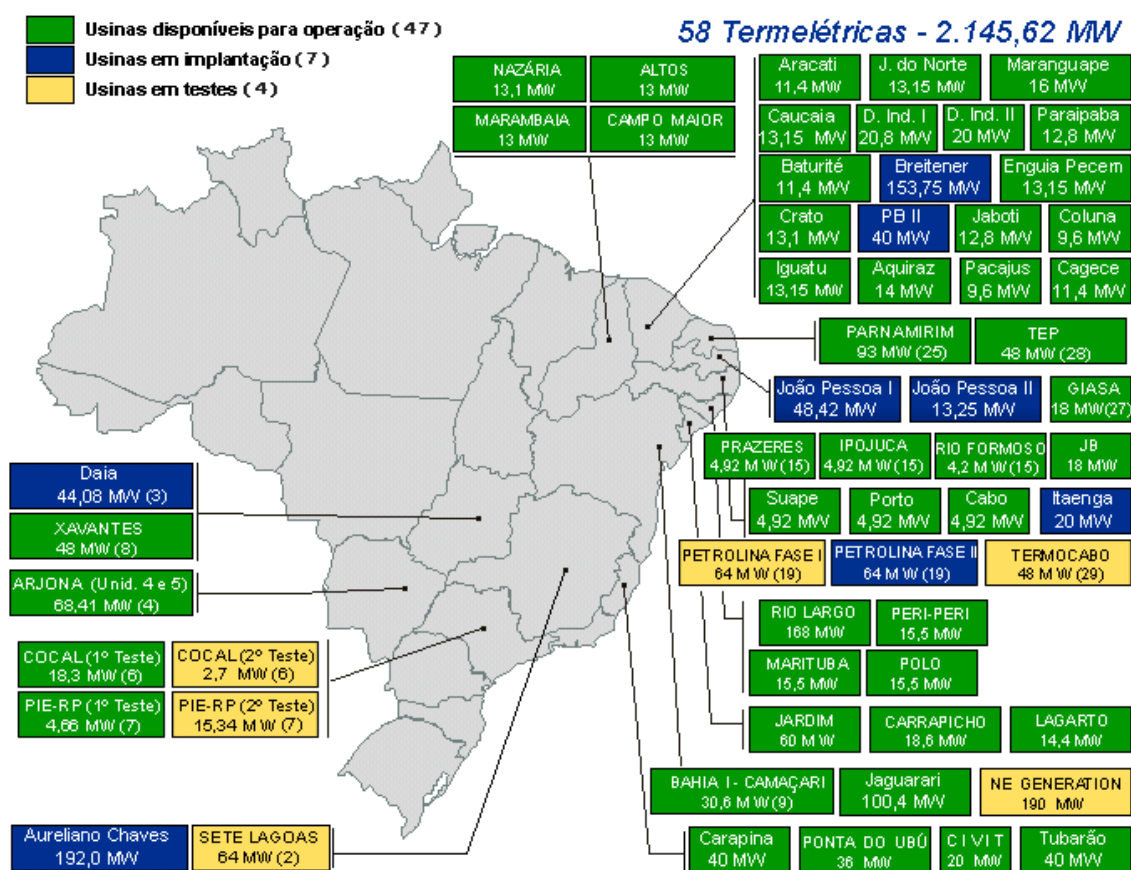 Usinas disponíveis para operação (47)
Usinas em implantação (7)
Usinas em testes (4)
58 Termelétricas - 2.145,62 MW
NAZÁRIA
13,1 MW
ALTOS
13 MW
MARAMBAIA
13 MW
CAMPO MAIOR
13 MW
Aracati
11,4 MW
J. do Norte
13,15 MW
Maranguape
16 MW
Caucaia
13,15 MW
D. Ind. I
20,8 MW
D. Ind. II
20 MW
Paraipaba
12,8 MW
Baturité
11,4 MW
Breitener
153,75 MW
Enguia Pecem
13,15 MW
Crato
13,1 MW
PB II
40 MW
Jaboti
12,8 MW
Coluna
9,6 MW
Iguatu
13,15 MW
Aquiraz
14 MW
Pacajus
9,6 MW
Cagece
11,4 MW
PARNAMIRIM
93 MW (25)
TEP
48 MW (28)
João Pessoa I
48,42 MW
João Pessoa II
13,25 MW
GIASA
18 MW(27)
PRAZERES
4,92 MW (15)
IPOJUCA
4,92 MW (15)
RIO FORMOSO
4,2 MW (15)
JB
18 MW
Suape
4,92 MW
Porto
4,92 MW
Cabo
4,92 MW
Itaenga
20 MW
PETROLINA FASE I
64 MW (19)
PETROLINA FASE II
64 MW (19)
TERMOCABO
48 MW (29)
RIO LARGO
168 MW
PERI-PERI
15,5 MW
MARITUBA
15,5 MW
POLO
15,5 MW
JARDIM
60 MW
CARRAPICHO
18,6 MW
LAGARTO
14,4 MW
BAHIA I- CAMAÇARI
30,6 MW (9)
Jaguarari
100,4 MW
NE GENERATION
190 MW
Carapina
40 MW
PONTA DO UBÚ
36 MW
CIVIT
20 MW
Tubarão
40 MW
Daia
44,08 MW (3)
XAVANTES
48 MW (8)
ARJONA (Unid. 4 e 5)
68,41 MW (4)
COCAL(1º Teste)
18,3 MW (6)
COCAL(2º Teste)
2,7 MW (6)
PIE-RP (1º Teste)
4,66 MW (7)
PIE-RP (2º Teste)
15,34 MW (7)
Aureliano Chaves
192,0 MW
SETE LAGOAS
64 MW (2)